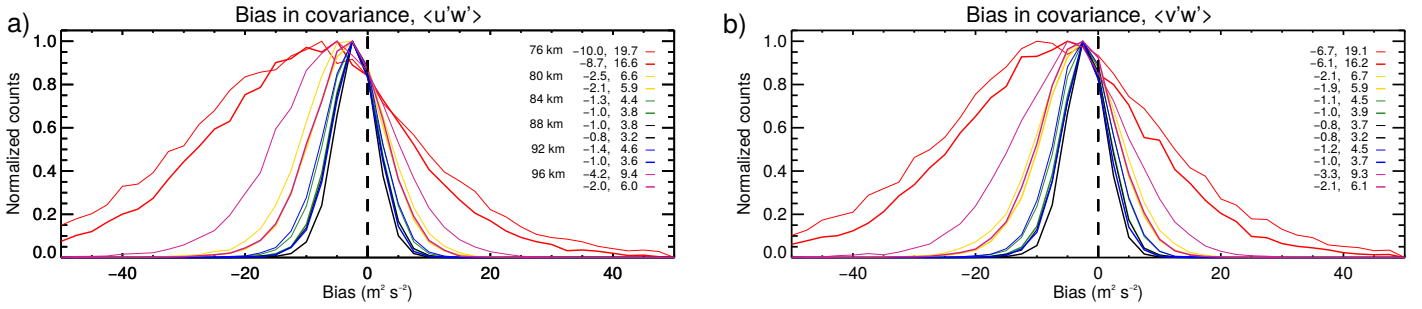 a)
Bias in covariance, <u'w'>
Normalized counts
1.0
0.8
0.6
0.4
0.2
0.0
76 km −10.0, 19.7
−8.7, 16.6
80 km −2.5, 6.6
−2.1, 5.9
84 km −1.3, 4.4
−1.0, 3.8
88 km −1.0, 3.8
−0.8, 3.2
92 km −1.4, 4.6
−1.0, 3.6
96 km −4.2, 9.4
−2.0, 6.0
−40 −20 0 20 40
Bias (m² s⁻²)
b)
Bias in covariance, <v'w'>
Normalized counts
1.0
0.8
0.6
0.4
0.2
0.0
−6.7, 19.1
−6.1, 16.2
−2.1, 6.7
−1.9, 5.9
−1.1, 4.5
−1.0, 3.9
−0.8, 3.7
−0.8, 3.2
−1.2, 4.5
−1.0, 3.7
−3.3, 9.3
−2.1, 6.1
−40 −20 0 20 40
Bias (m² s⁻²)